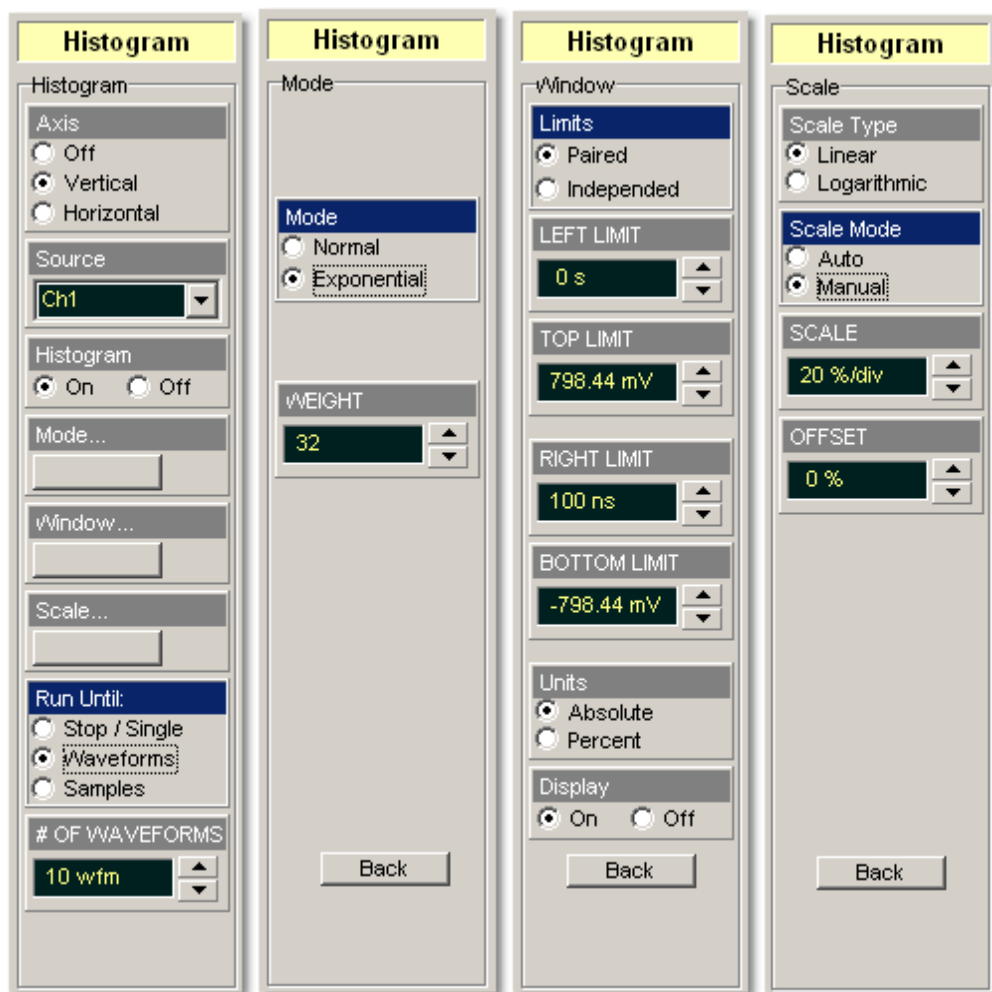 Histogram
Histogram
Axis
Off
Vertical
Horizontal
Source
Ch1
Histogram
On Off
Mode...
Window...
Scale...
Run Until:
Stop / Single
Waveforms
Samples
# OF WAVEFORMS
10 wfm
Histogram
Mode
Mode
Normal
Exponential
WEIGHT
32
Back
Histogram
Window
Limits
Paired
Independed
LEFT LIMIT
0 s
TOP LIMIT
798.44 mV
RIGHT LIMIT
100 ns
BOTTOM LIMIT
-798.44 mV
Units
Absolute
Percent
Display
On Off
Back
Histogram
Scale
Scale Type
Linear
Logarithmic
Scale Mode
Auto
Manual
SCALE
20 %/div
OFFSET
0 %
Back